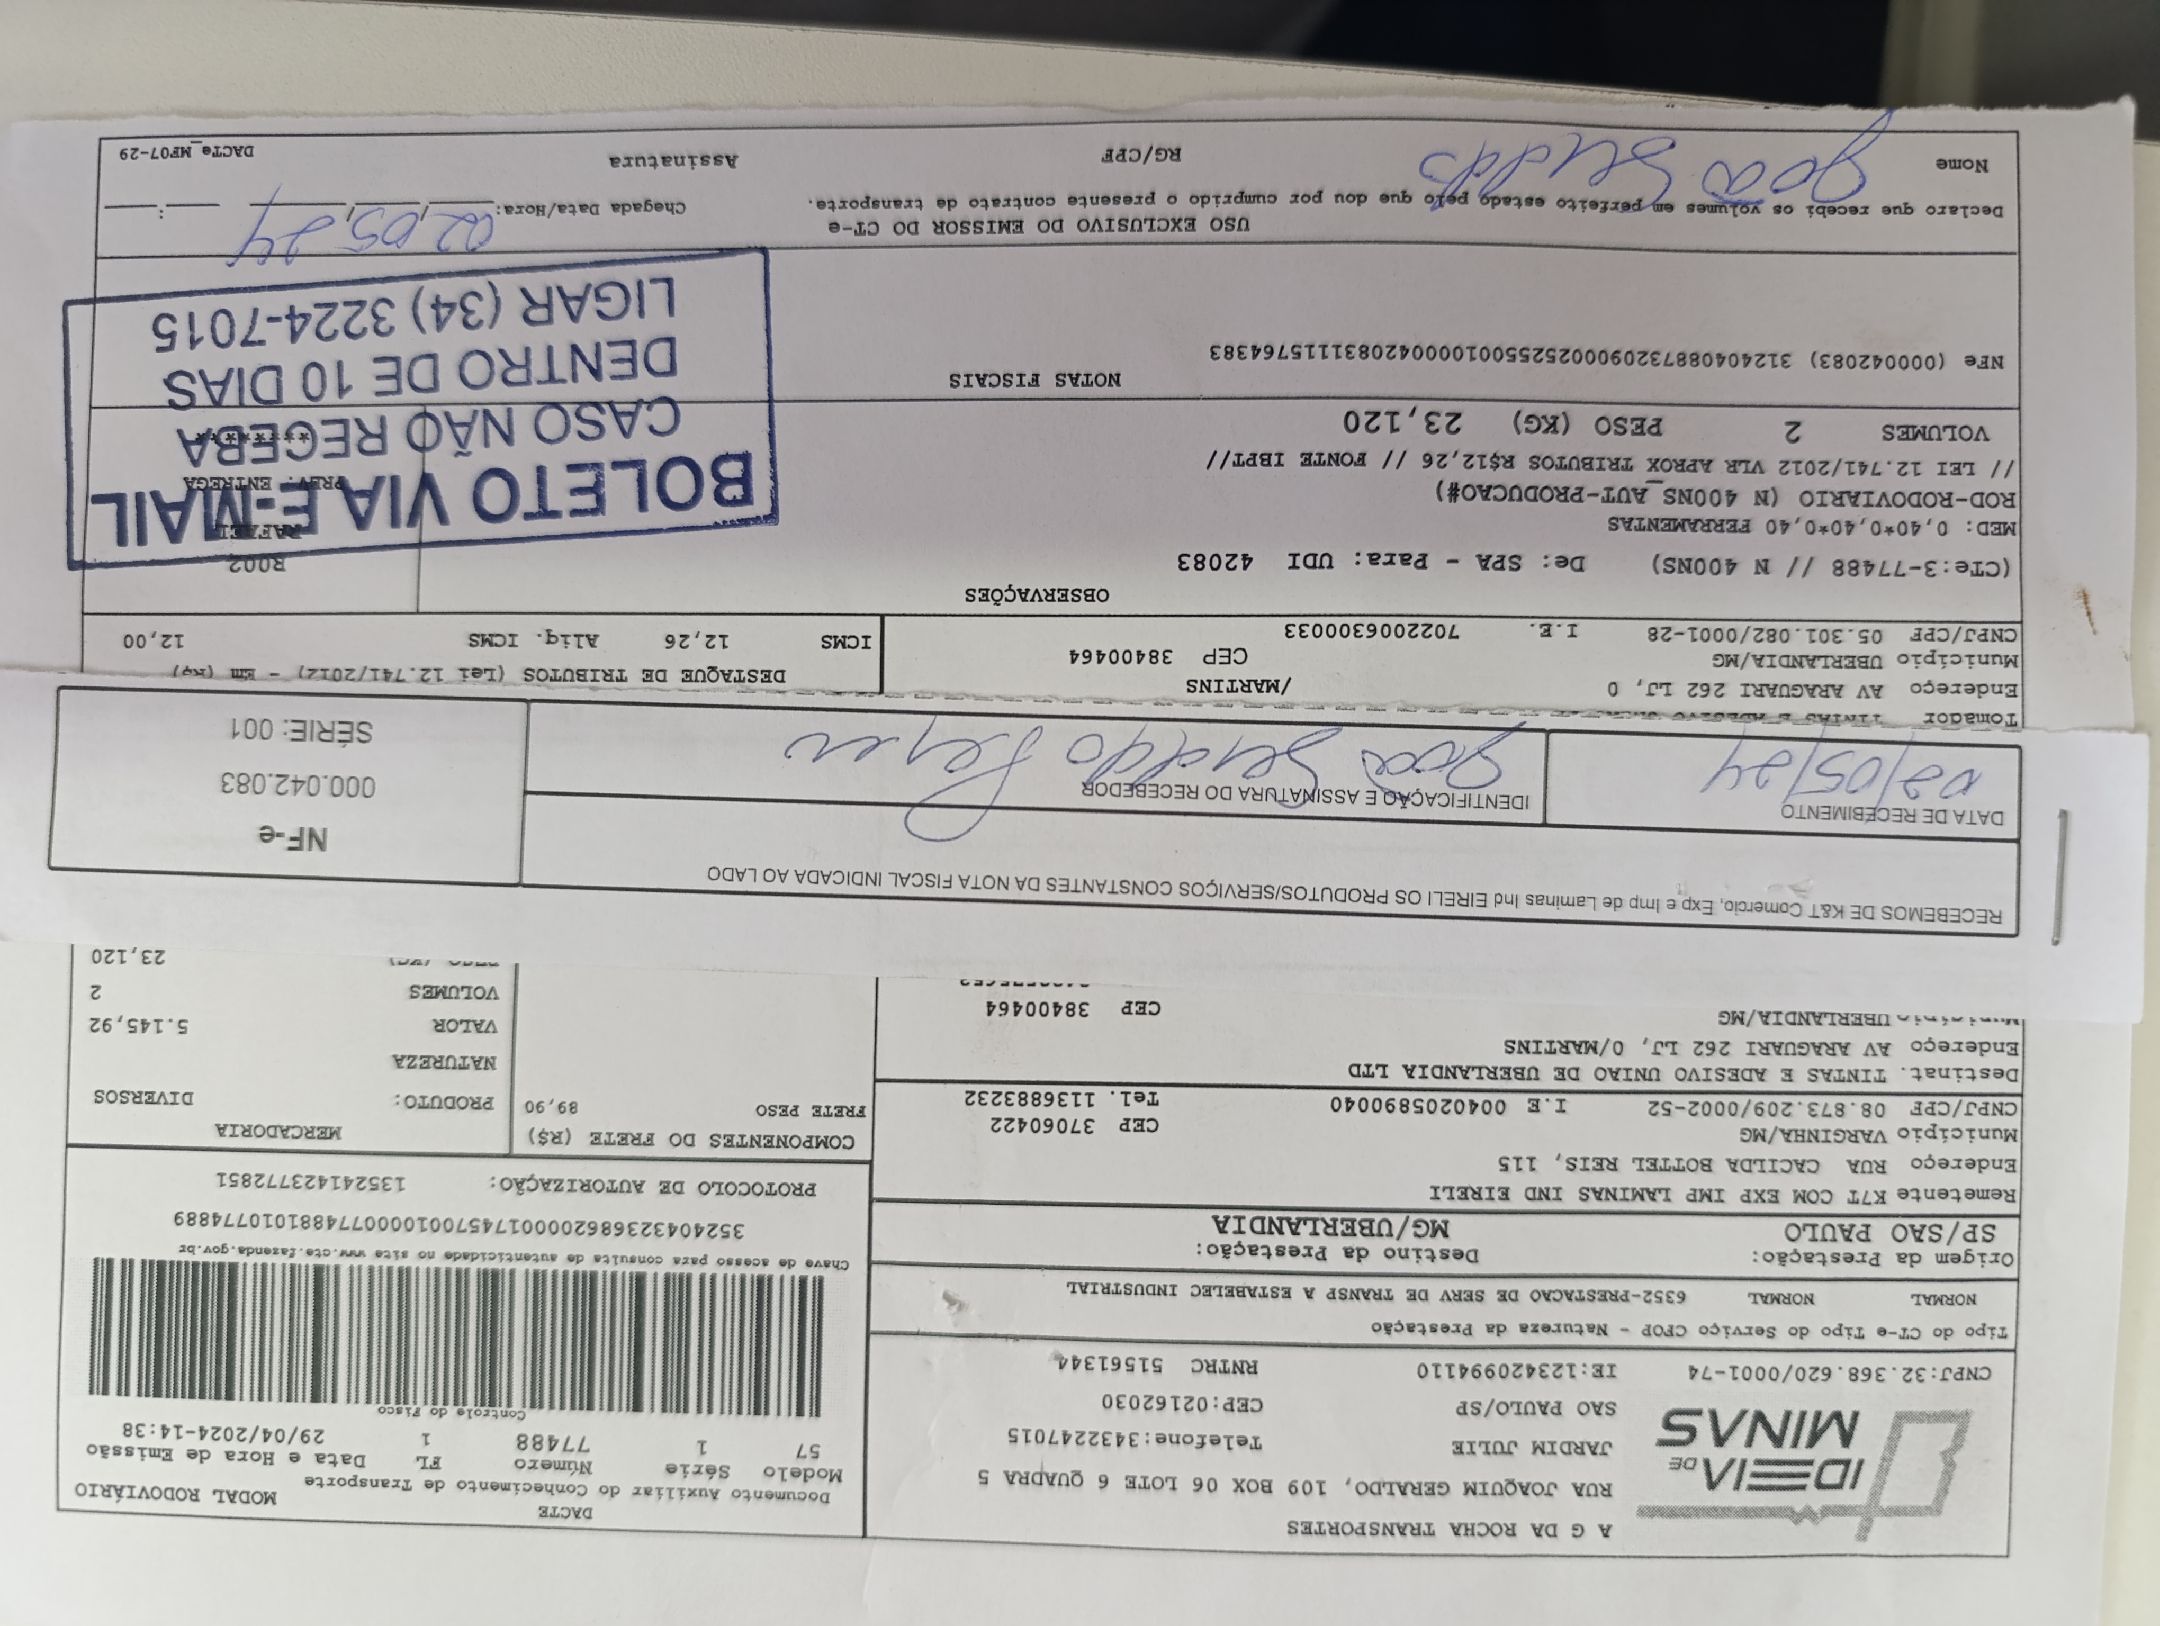 IDEIA DE
MINAS
A G DA ROCHA TRANSPORTES
RUA JOAQUIM GERALDO, 109 BOX 06 LOTE 6 QUADRA 5
JARDIM JULIE Telefone:3432247015
SAO PAULO/SP CEP:02162030
CNPJ:32.368.620/0001-74 IE:123420994110 RNTRC 51561344
DACTE
Documento Auxiliar do Conhecimento de Transporte MODAL RODOVIÁRIO
Modelo Série Número FL Data e Hora de Emissão
57 1 77488 1 29/04/2024-14:38
Controle do Fisco
Chave de acesso para consulta de autenticidade no site www.cte.fazenda.gov.br
PROTOCOLO DE AUTORIZAÇÃO: 135241423772851
Tipo do CT-e Tipo do Serviço CFOP - Natureza da Prestação
NORMAL NORMAL 6352-PRESTACAO DE SERV DE TRANSP A ESTABELEC INDUSTRIAL
Origem da Prestação: Destino da Prestação:
SP/SAO PAULO MG/UBERLANDIA
Remetente K7T COM EXP IMP LAMINAS IND EIRELI
Endereço RUA CACILDA BOTTEL REIS, 115
Município VARGINHA/MG CEP 37060422
CNPJ/CPF 08.873.209/0002-52 I.E 0040205890040 Tel. 1136883232
COMPONENTES DO FRETE (R$)
FRETE PESO 89,90
MERCADORIA
PRODUTO: DIVERSOS
NATUREZA
VALOR 5.145,92
VOLUMES 2
23,120
Destinat. TINTAS E ADESIVO UNIAO DE UBERLANDIA LTD
Endereço AV ARAGUARI 262 LJ, 0/MARTINS
Município UBERLANDIA/MG CEP 38400464
RECEBEMOS DE K&T Comercio, Exp e Imp de Laminas Ind EIRELI OS PRODUTOS/SERVIÇOS CONSTANTES DA NOTA FISCAL INDICADA AO LADO
DATA DE RECEBIMENTO
02/05/24
IDENTIFICAÇÃO E ASSINATURA DO RECEBEDOR
NF-e
000.042.083
SÉRIE: 001
Tomador TINTAS E ADESIVO
Endereço AV ARAGUARI 262 LJ, 0 /MARTINS
Município UBERLANDIA/MG CEP 38400464
CNPJ/CPF 05.301.082/0001-28 I.E. 7022006300033
DESTAQUE DE TRIBUTOS (Lei 12.741/2012) - Em (R$)
ICMS 12,26 Aliq. ICMS 12,00
OBSERVAÇÕES
(CTe:3-77488 // N 400NS) De: SPA - Para: UDI 42083
MED: 0,40*0,40*0,40 FERRAMENTAS
ROD-RODOVIARIO (N 400NS_AUT-PRODUCAO#)
// LEI 12.741/2012 VLR APROX TRIBUTOS R$12,26 // FONTE IBPT//
VOLUMES 2 PESO (KG) 23,120
R002
RAFAEL
PREV. ENTREGA
BOLETO VIA E-MAIL
CASO NÃO RECEBA
DENTRO DE 10 DIAS
LIGAR (34) 3224-7015
NOTAS FISCAIS
USO EXCLUSIVO DO EMISSOR DO CT-e
Declaro que recebi os volumes em perfeito estado pelo que dou por cumprido o presente contrato de transporte.
Chegada Data/Hora: 02,05,24
Nome RG/CPF Assinatura
DACTe_MF07-29